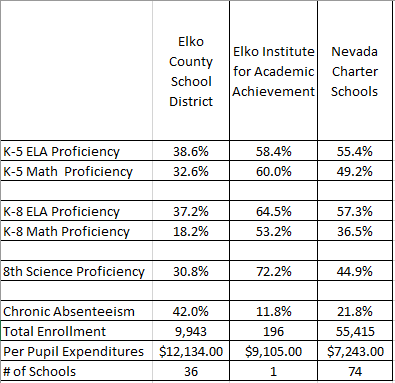 Elko County School District Elko Institute for Academic Achievement Nevada Charter Schools
K-5 ELA Proficiency 38.6% 58.4% 55.4%
K-5 Math Proficiency 32.6% 60.0% 49.2%
K-8 ELA Proficiency 37.2% 64.5% 57.3%
K-8 Math Proficiency 18.2% 53.2% 36.5%
8th Science Proficiency 30.8% 72.2% 44.9%
Chronic Absenteeism 42.0% 11.8% 21.8%
Total Enrollment 9,943 196 55,415
Per Pupil Expenditures $12,134.00 $9,105.00 $7,243.00
# of Schools 36 1 74